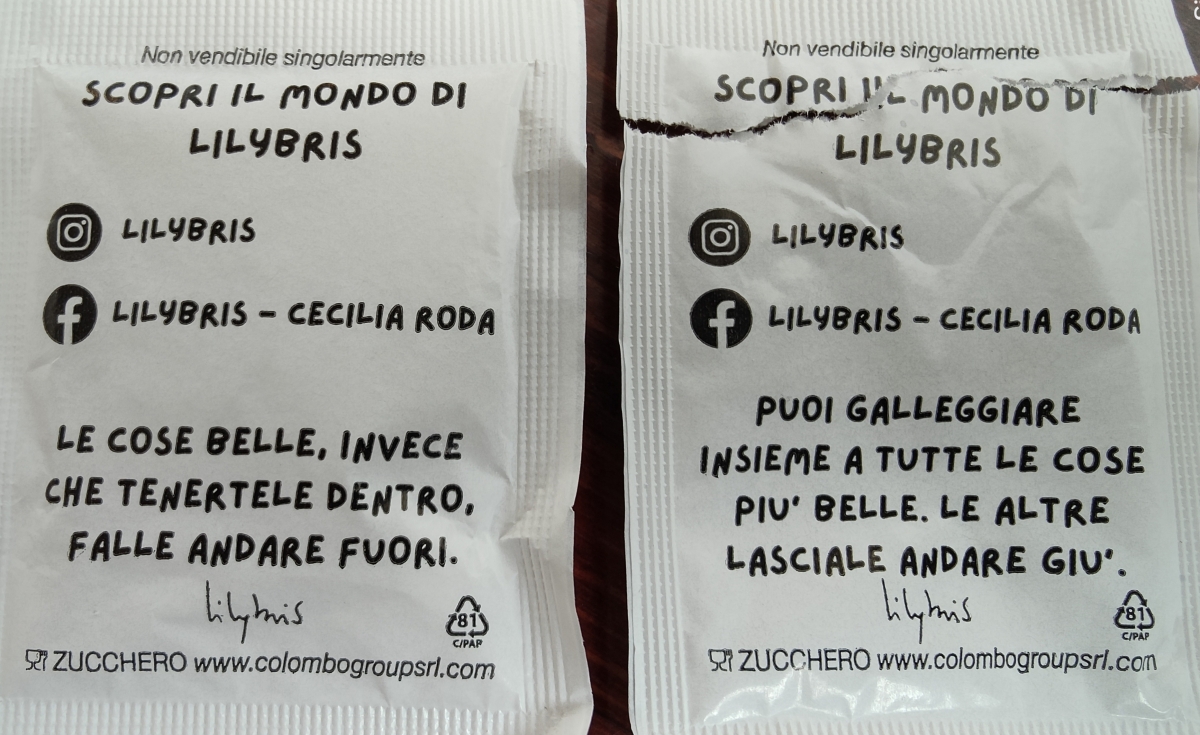 Non vendibile singolarmente
SCOPRI IL MONDO DI
LILYBRIS
LILYBRIS
LILYBRIS – CECILIA RODA
LE COSE BELLE, INVECE
CHE TENERTELE DENTRO,
FALLE ANDARE FUORI.
lilybris
81
C/PAP
ZUCCHERO www.colombogroupsrl.com
Non vendibile singolarmente
SCOPRI IL MONDO DI
LILYBRIS
LILYBRIS
LILYBRIS – CECILIA RODA
PUOI GALLEGGIARE
INSIEME A TUTTE LE COSE
PIU' BELLE. LE ALTRE
LASCIALE ANDARE GIU'.
lilybris
81
C/PAP
ZUCCHERO www.colombogroupsrl.com